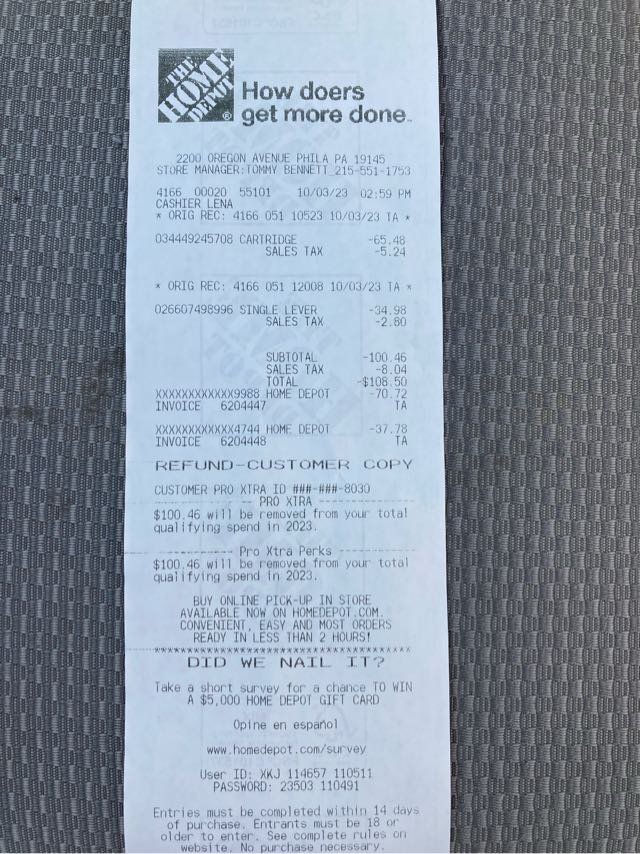 THE
HOME
DEPOT
®
How doers
get more done™
2200 OREGON AVENUE PHILA PA 19145
STORE MANAGER:TOMMY BENNETT 215-551-1753
4166 00020 55101 10/03/23 02:59 PM
CASHIER LENA
* ORIG REC: 4166 051 10523 10/03/23 TA *
034449245708 CARTRIDGE -65.48
SALES TAX -5.24
* ORIG REC: 4166 051 12008 10/03/23 TA *
026607498996 SINGLE LEVER -34.98
SALES TAX -2.80
SUBTOTAL -100.46
SALES TAX -8.04
TOTAL -$108.50
XXXXXXXXXXXX9988 HOME DEPOT -70.72
INVOICE 6204447 TA
XXXXXXXXXXXX4744 HOME DEPOT -37.78
INVOICE 6204448 TA
REFUND-CUSTOMER COPY
CUSTOMER PRO XTRA ID ###-###-8030
PRO XTRA
$100.46 will be removed from your total
qualifying spend in 2023.
Pro Xtra Perks
$100.46 will be removed from your total
qualifying spend in 2023.
BUY ONLINE PICK-UP IN STORE
AVAILABLE NOW ON HOMEDEPOT.COM.
CONVENIENT, EASY AND MOST ORDERS
READY IN LESS THAN 2 HOURS!
DID WE NAIL IT?
Take a short survey for a chance TO WIN
A $5,000 HOME DEPOT GIFT CARD
Opine en español
www.homedepot.com/survey
User ID: XKJ 114657 110511
PASSWORD: 23503 110491
Entries must be completed within 14 days
of purchase. Entrants must be 18 or
older to enter. See complete rules on
website. No purchase necessary.